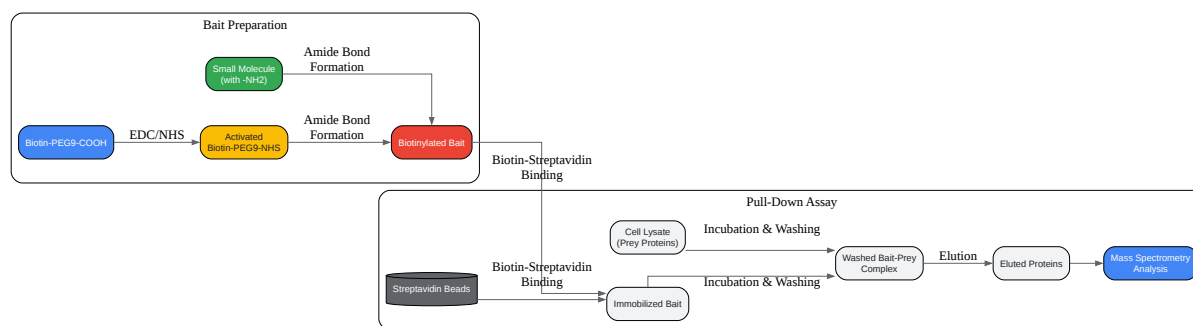 Bait Preparation
Small Molecule
(with -NH2)
Amide Bond
Formation
Biotin-PEG9-COOH
EDC/NHS
Activated
Biotin-PEG9-NHS
Amide Bond
Formation
Biotinylated Bait
Biotin-Streptavidin
Binding
Pull-Down Assay
Cell Lysate
(Prey Proteins)
Incubation & Washing
Streptavidin Beads
Biotin-Streptavidin
Binding
Immobilized Bait
Incubation & Washing
Washed Bait-Prey
Complex
Elution
Eluted Proteins
Mass Spectrometry
Analysis